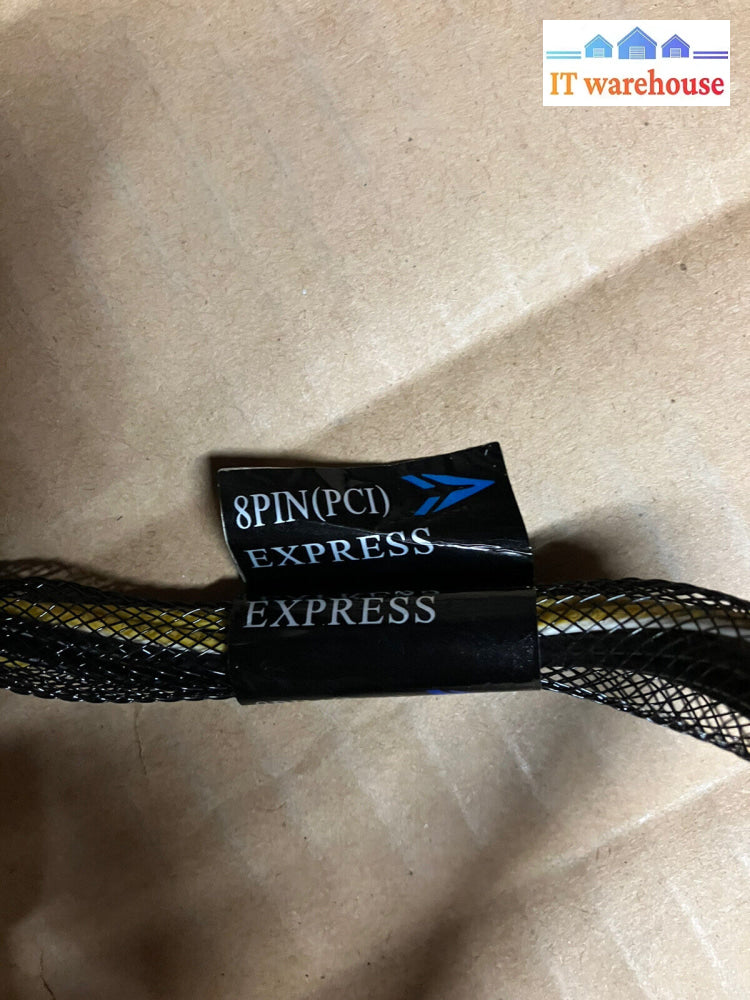 IT warehouse
8PIN(PCI)
EXPRESS
EXPRESS